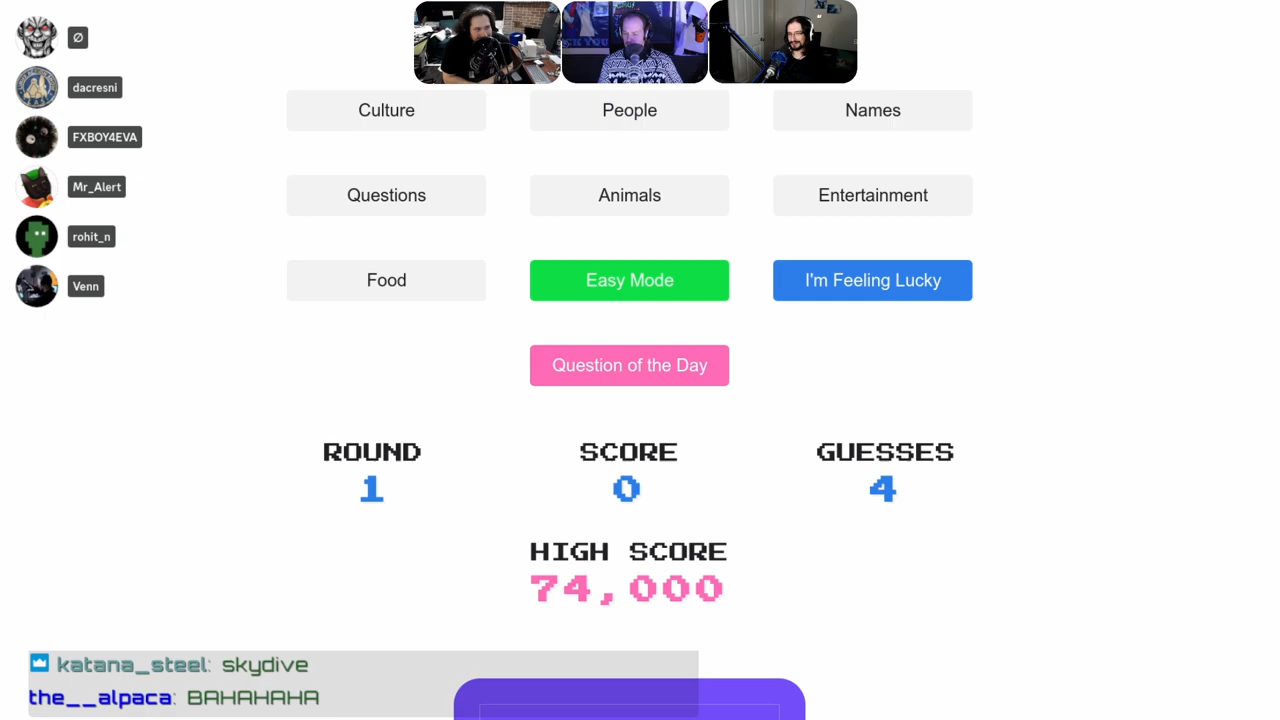 Ø
dacresni
FXBOY4EVA
Mr_Alert
rohit_n
Venn
Culture
People
Names
Questions
Animals
Entertainment
Food
Easy Mode
I'm Feeling Lucky
Question of the Day
ROUND
SCORE
GUESSES
1
0
4
HIGH SCORE
74,000
katana_steel: skydive
the__alpaca: BAHAHAHA